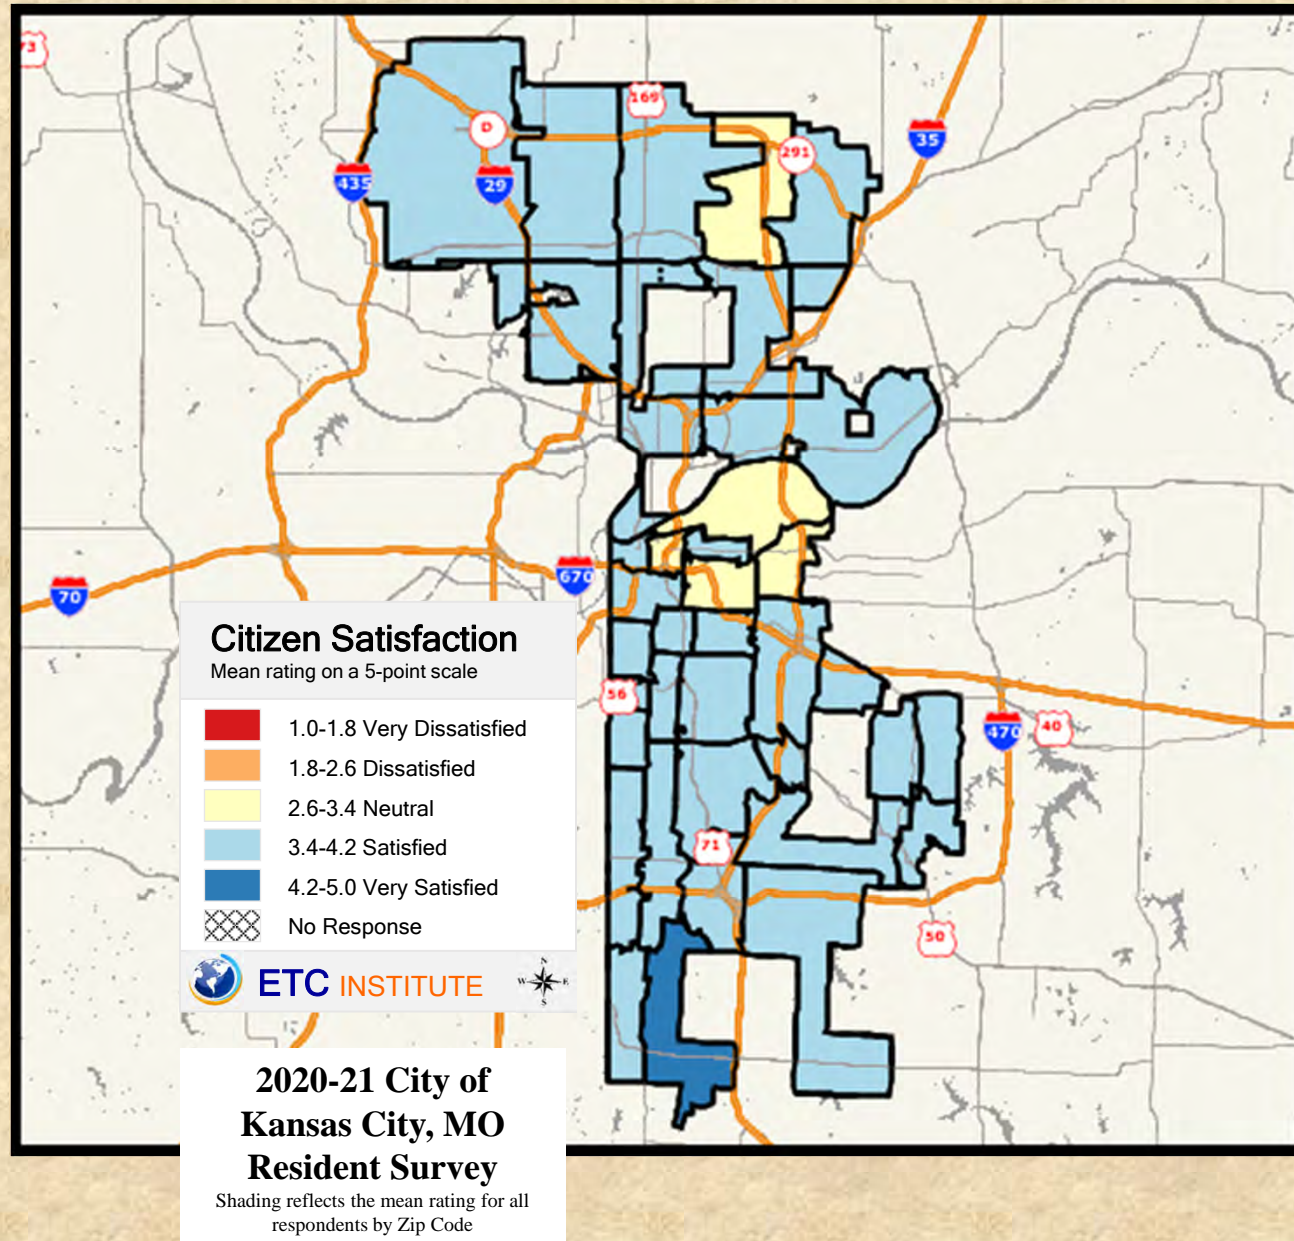 73
169
D
291
35
435
29
70
670
56
470
40
71
50
Citizen Satisfaction
Mean rating on a 5-point scale
1.0-1.8 Very Dissatisfied
1.8-2.6 Dissatisfied
2.6-3.4 Neutral
3.4-4.2 Satisfied
4.2-5.0 Very Satisfied
No Response
ETC INSTITUTE
N
W E
S
2020-21 City of
Kansas City, MO
Resident Survey
Shading reflects the mean rating for all
respondents by Zip Code